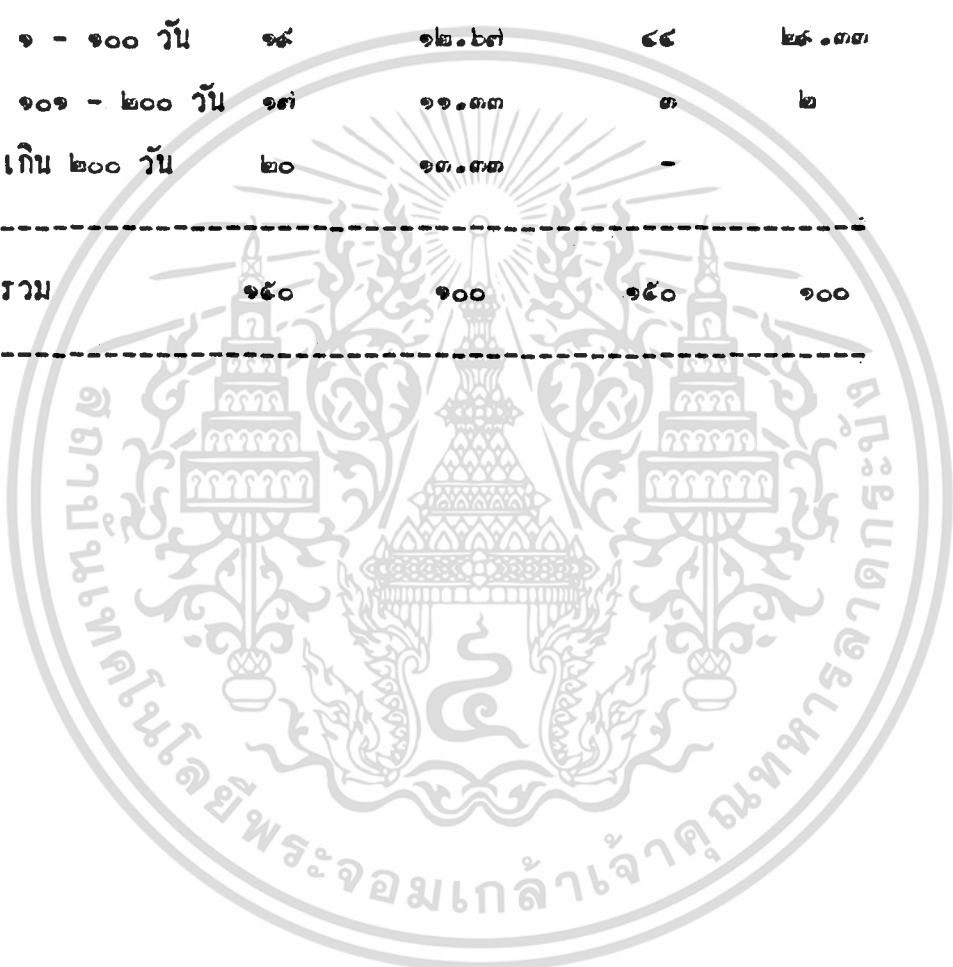 ๑ - ๑๐๐ วัน ๑๙ ๑๒.๖๗ ๔๔ ๒๙.๓๓
๑๐๑ - ๒๐๐ วัน ๑๗ ๑๑.๓๓ ๓ ๒
เกิน ๒๐๐ วัน ๒๐ ๑๓.๓๓ -
รวม ๑๕๐ ๑๐๐ ๑๕๐ ๑๐๐
๔
สถาบันเทคโนโลยีพระจอมเกล้าเจ้าคุณทหารลาดกระบัง